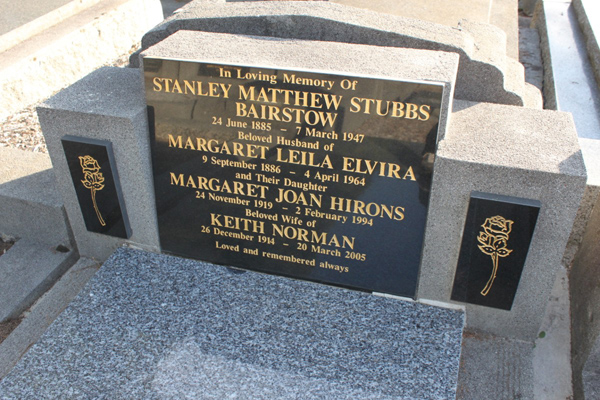 In Loving Memory Of
STANLEY MATTHEW STUBBS
BAIRSTOW
24 June 1885 - 7 March 1947
Beloved Husband of
MARGARET LEILA ELVIRA
9 September 1886 - 4 April 1964
and Their Daughter
MARGARET JOAN HIRONS
24 November 1919 - 2 February 1994
Beloved Wife of
KEITH NORMAN
26 December 1914 - 20 March 2005
Loved and remembered always